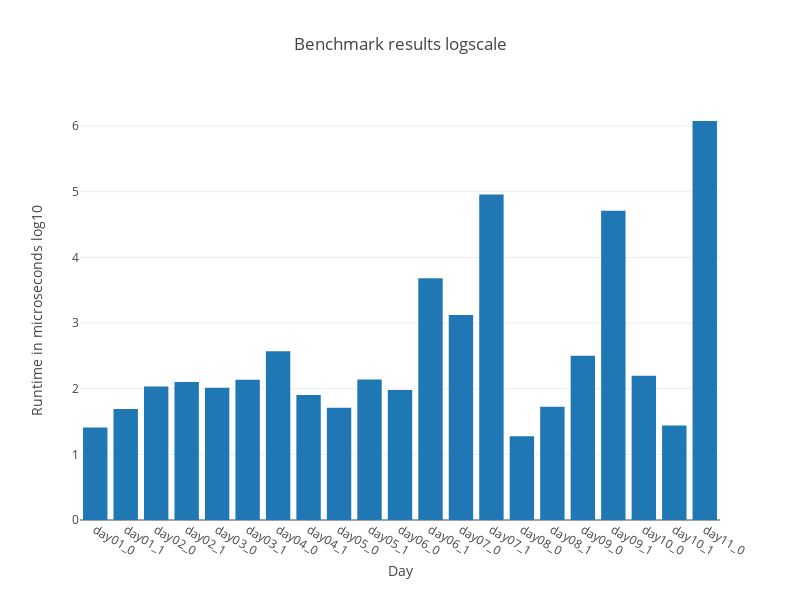 Benchmark results logscale
Runtime in microseconds log10
6
5
4
3
2
1
0
day01_0
day01_1
day02_0
day02_1
day03_0
day03_1
day04_0
day04_1
day05_0
day05_1
day06_0
day06_1
day07_0
day07_1
day08_0
day08_1
day09_0
day09_1
day10_0
day10_1
day11_0
Day